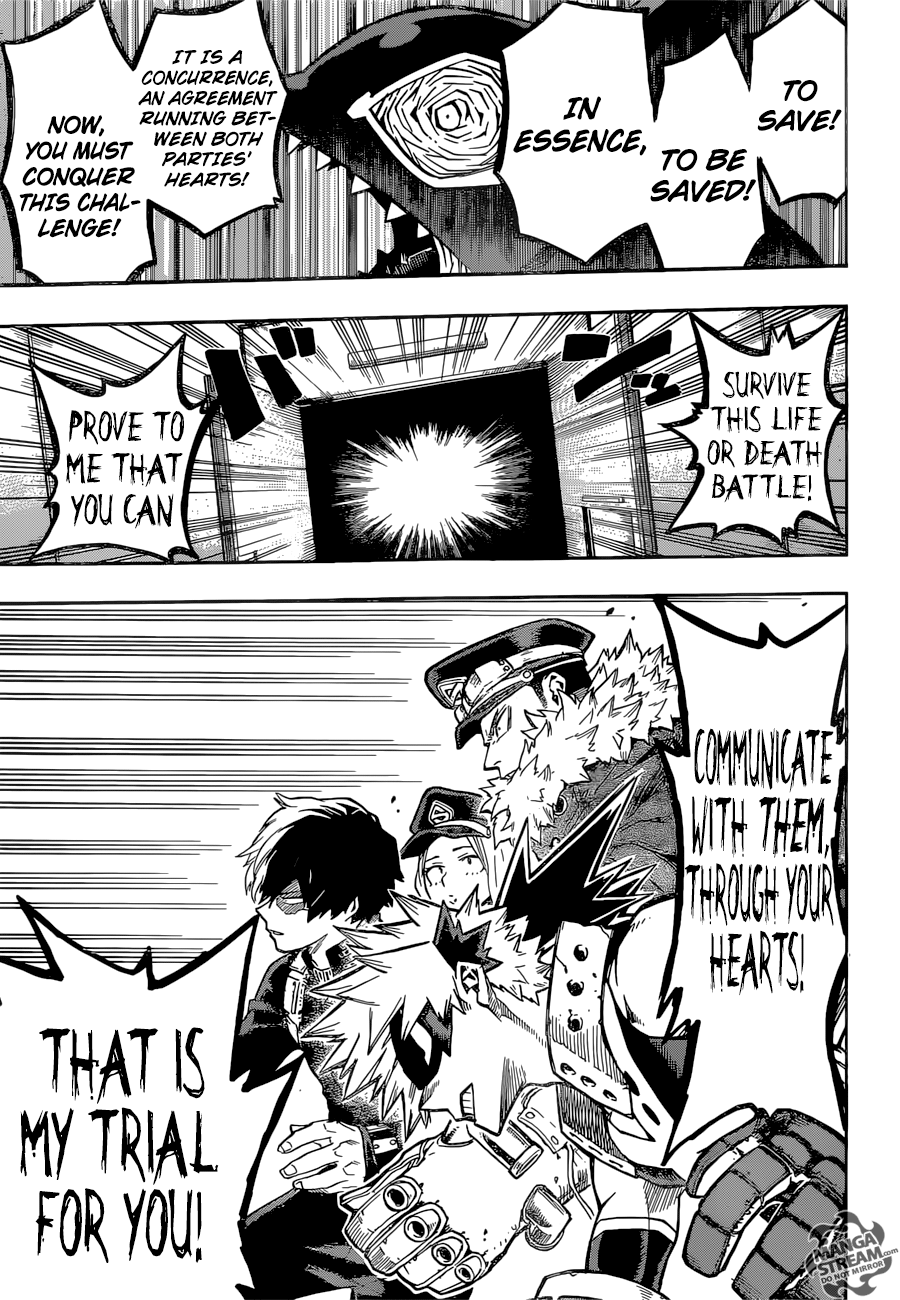 TO
SAVE!
TO BE
SAVED!
IN
ESSENCE,
IT IS A
CONCURRENCE,
AN AGREEMENT
RUNNING BET-
WEEN BOTH
PARTIES'
HEARTS!
NOW,
YOU MUST
CONQUER
THIS CHAL-
LENGE!
SURVIVE
THIS LIFE
OR DEATH
BATTLE!
PROVE TO
ME THAT
YOU CAN
COMMUNICATE
WITH THEM,
THROUGH YOUR
HEARTS!
THAT IS
MY TRIAL
FOR YOU!
MANGA
STREAM.COM
DO NOT MIRROR!